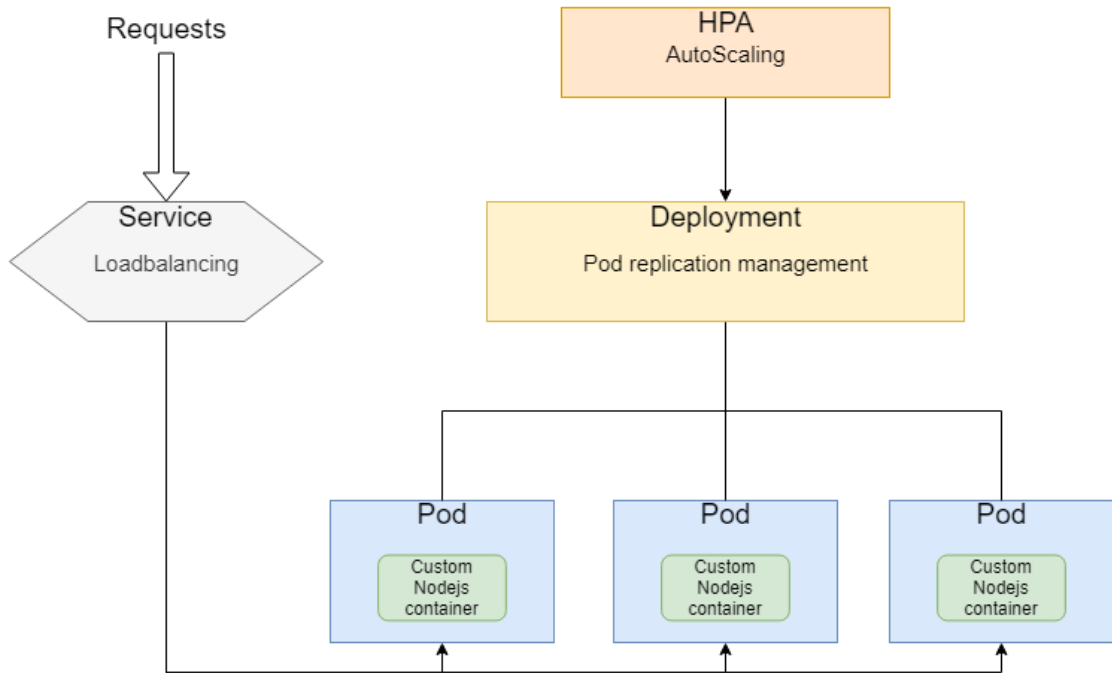 Requests
HPA
AutoScaling
Service
Loadbalancing
Deployment
Pod replication management
Pod
Custom
Nodejs
container
Pod
Custom
Nodejs
container
Pod
Custom
Nodejs
container